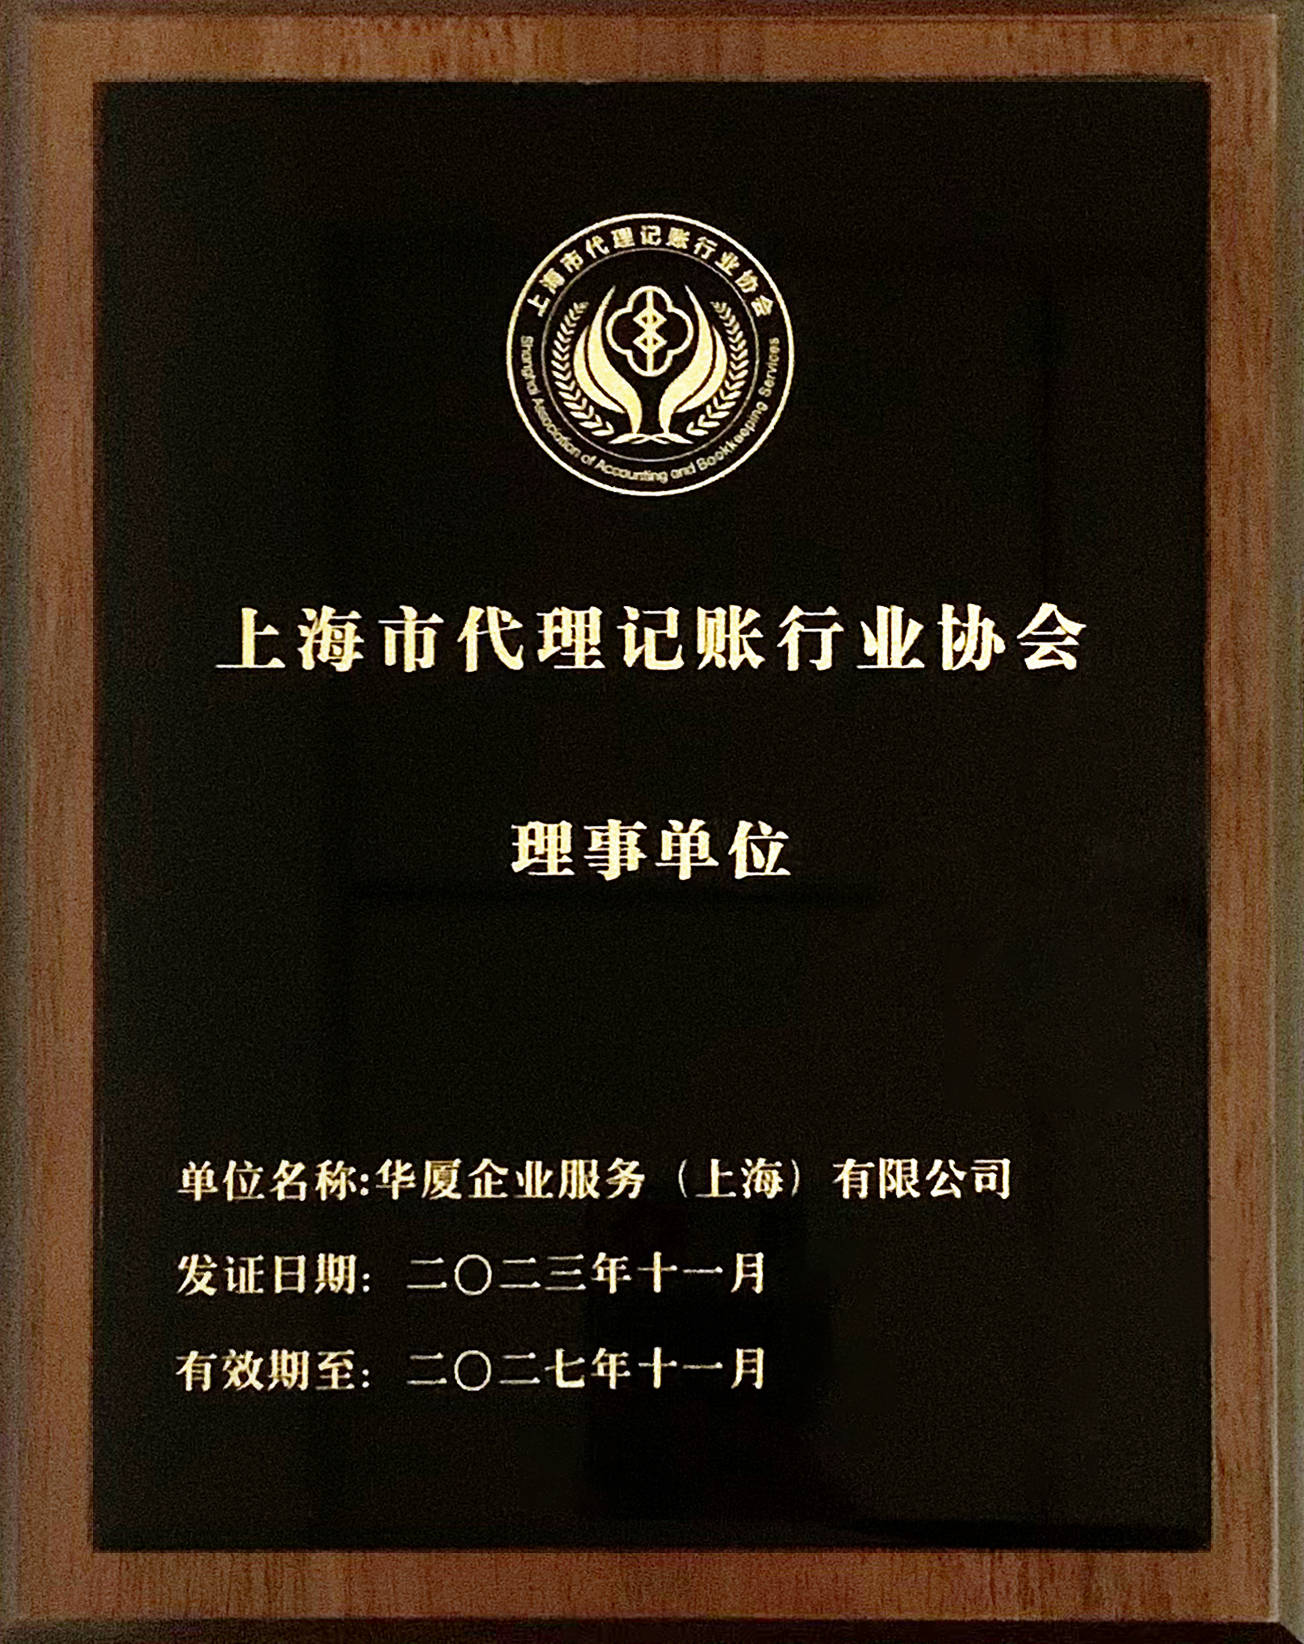 上海市代理记账行业协会
Shanghai Association of Accounting and Bookkeeping Services
上海市代理记账行业协会
理事单位
单位名称:华厦企业服务（上海）有限公司
发证日期：二〇二三年十一月
有效期至：二〇二七年十一月